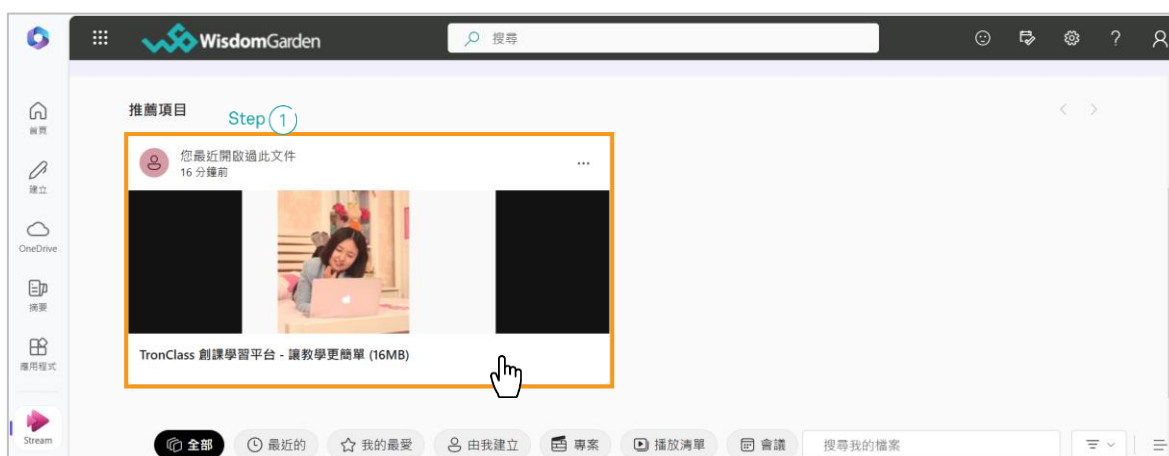 WisdomGarden
搜尋
首頁
建立
OneDrive
摘要
應用程式
Stream
推薦項目
Step 1
您最近開啟過此文件
16 分鐘前
TronClass 創課學習平台 - 讓教學更簡單 (16MB)
全部 最近的 我的最愛 由我建立 專案 播放清單 會議 搜尋我的檔案